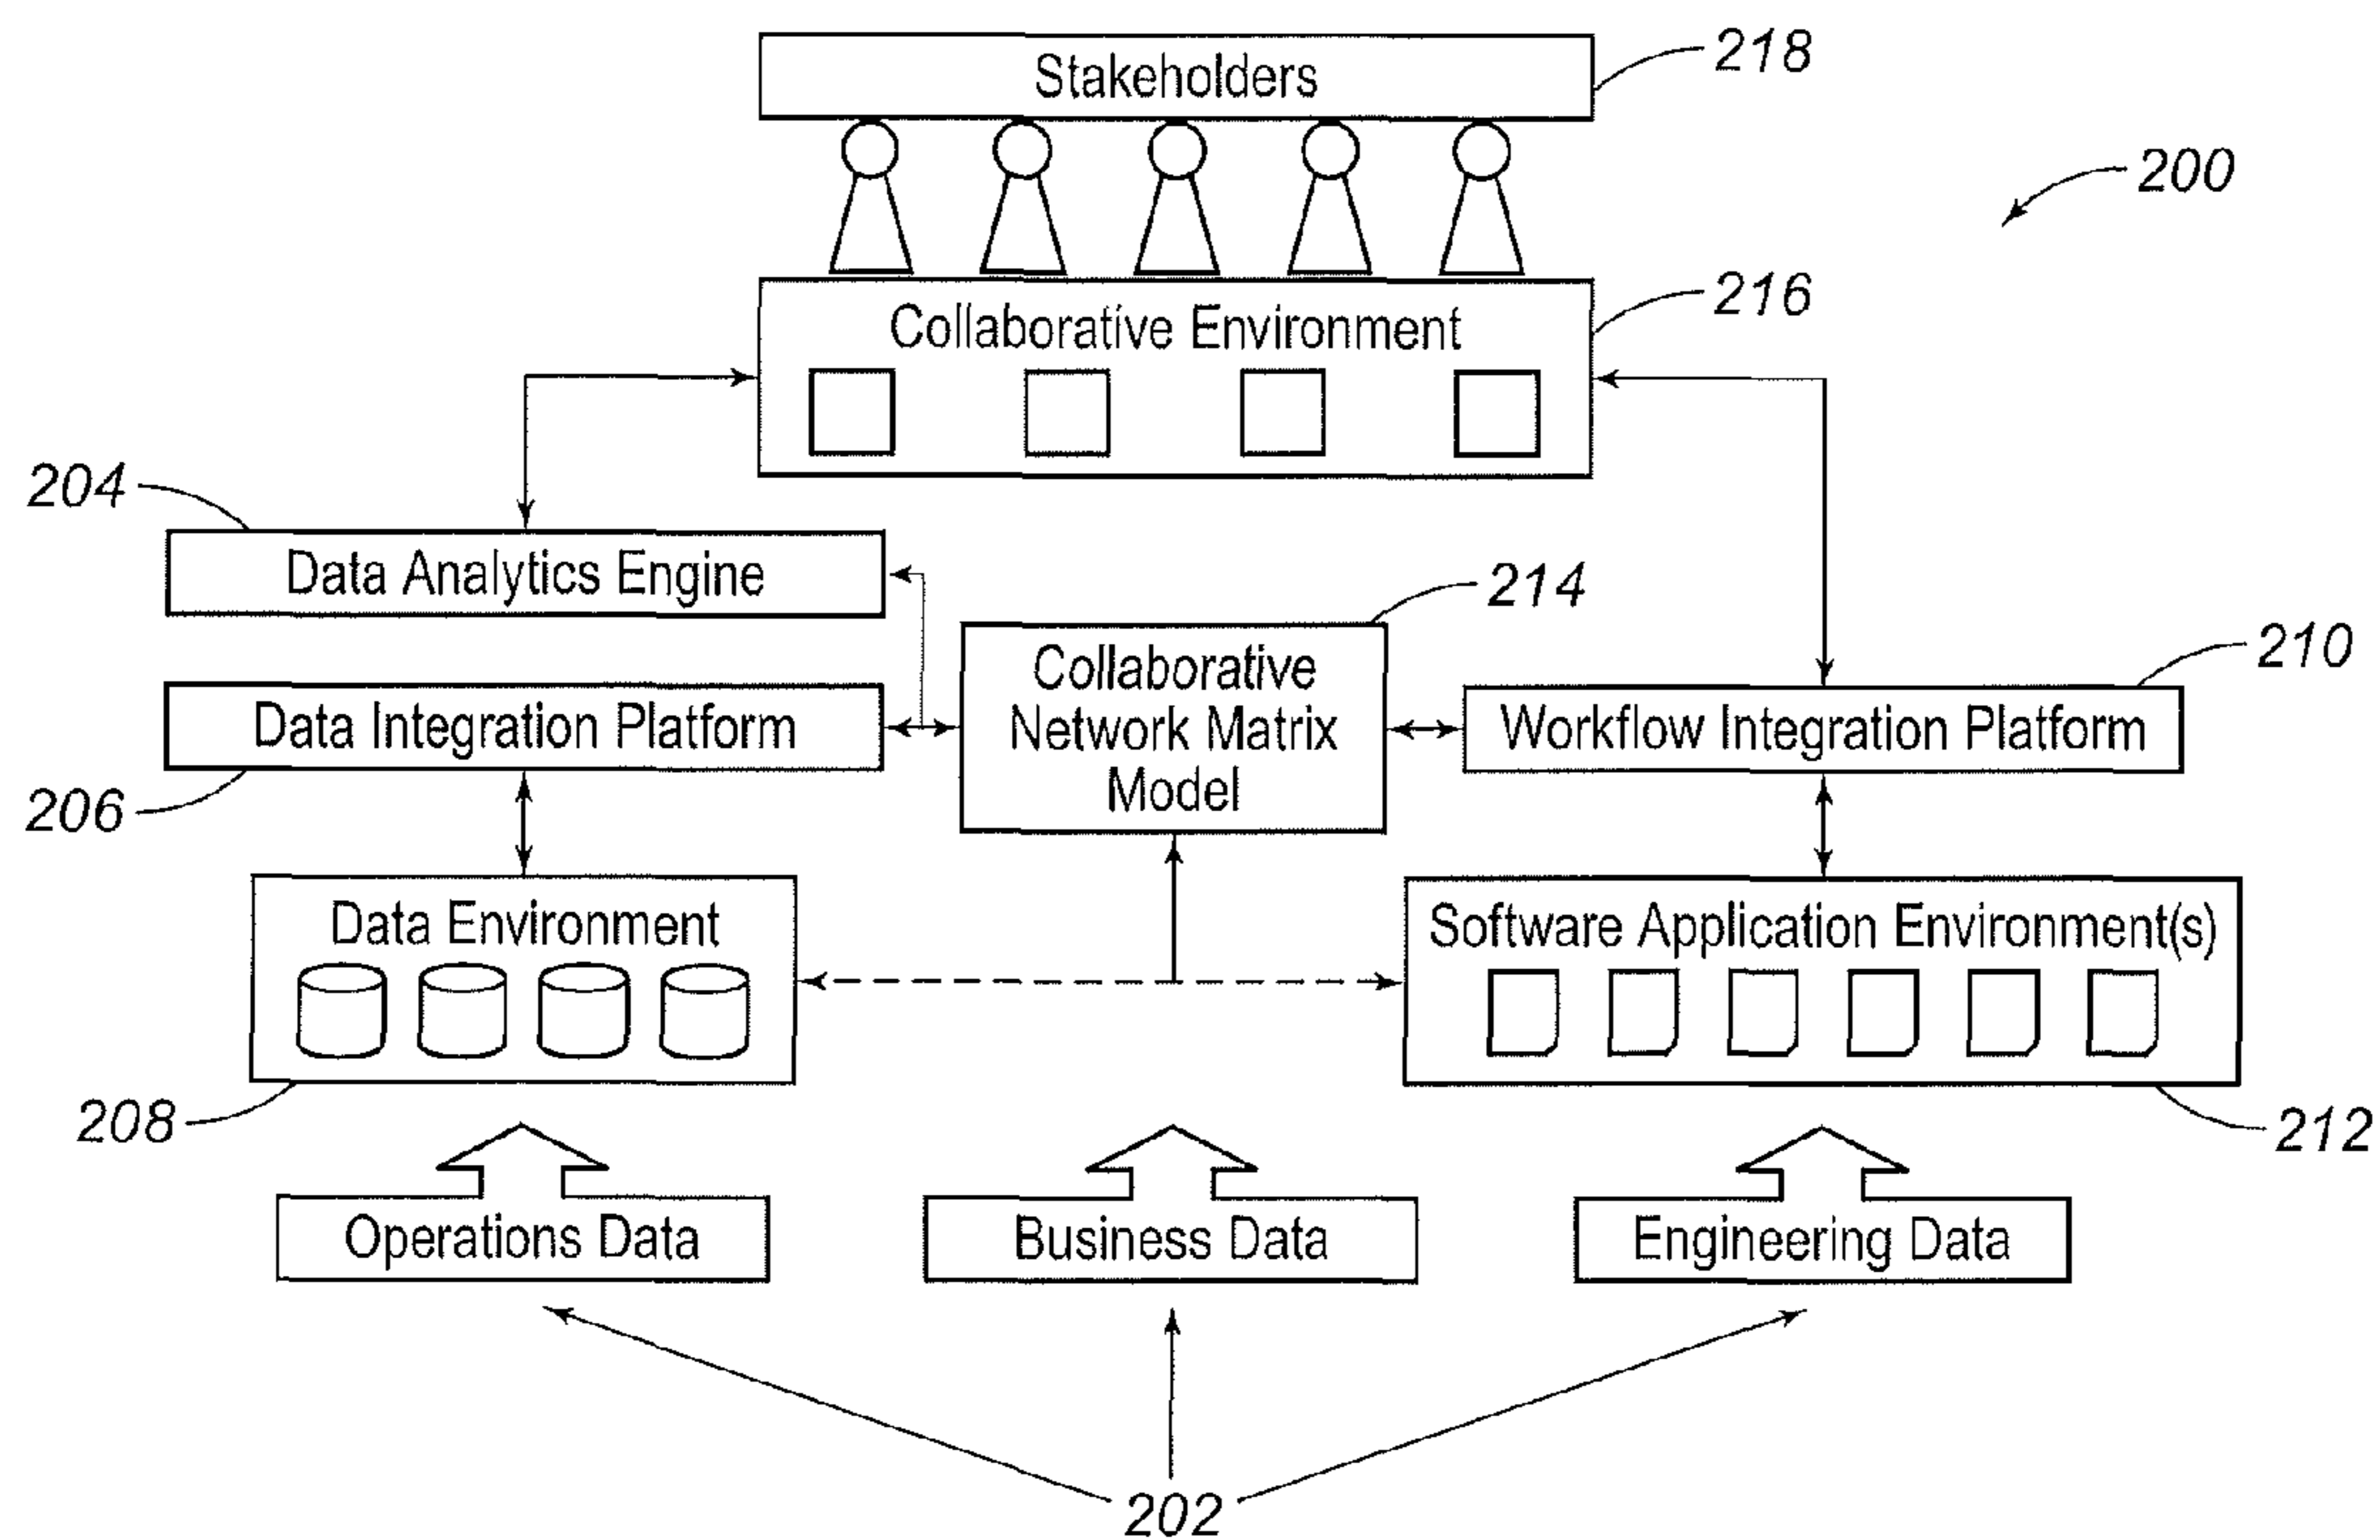 Stakeholders
218
200
Collaborative Environment
216
204
Data Analytics Engine
214
Collaborative
Network Matrix
Model
210
Data Integration Platform
Workflow Integration Platform
206
Data Environment
Software Application Environment(s)
208
212
Operations Data
Business Data
Engineering Data
202